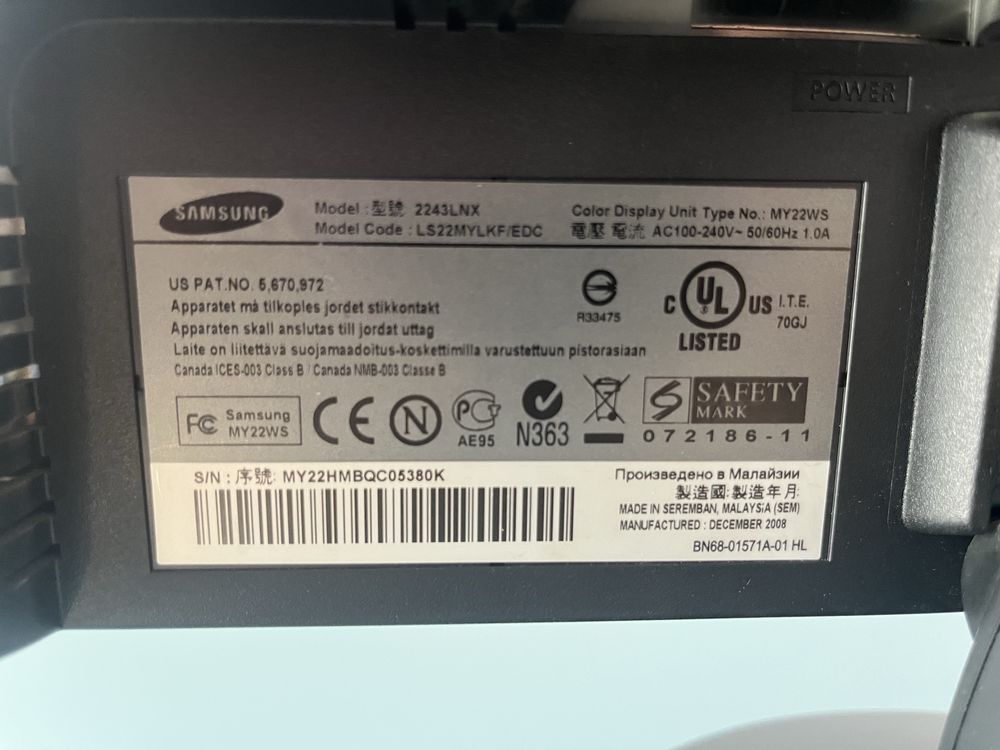 POWER
SAMSUNG
Model : 型號 2243LNX
Model Code : LS22MYLKF/EDC
Color Display Unit Type No.: MY22WS
電壓 電流 AC100-240V~ 50/60Hz 1.0A
US PAT.NO. 5,670,972
Apparatet må tilkoples jordet stikkontakt
Apparaten skall anslutas till jordat uttag
Laite on liitettävä suojamaadoitus-koskettimilla varustettuun pistorasiaan
Canada ICES-003 Class B / Canada NMB-003 Classe B
R33475
C UL US I.T.E.
70GJ
LISTED
FC Samsung
MY22WS
CE
N
PCT
AE95
N363
S SAFETY
MARK
072186-11
S/N : 序號: MY22HMBQC05380K
Произведено в Малайзии
製造國: 製造年月:
MADE IN SEREMBAN, MALAYSIA (SEM)
MANUFACTURED : DECEMBER 2008
BN68-01571A-01 HL